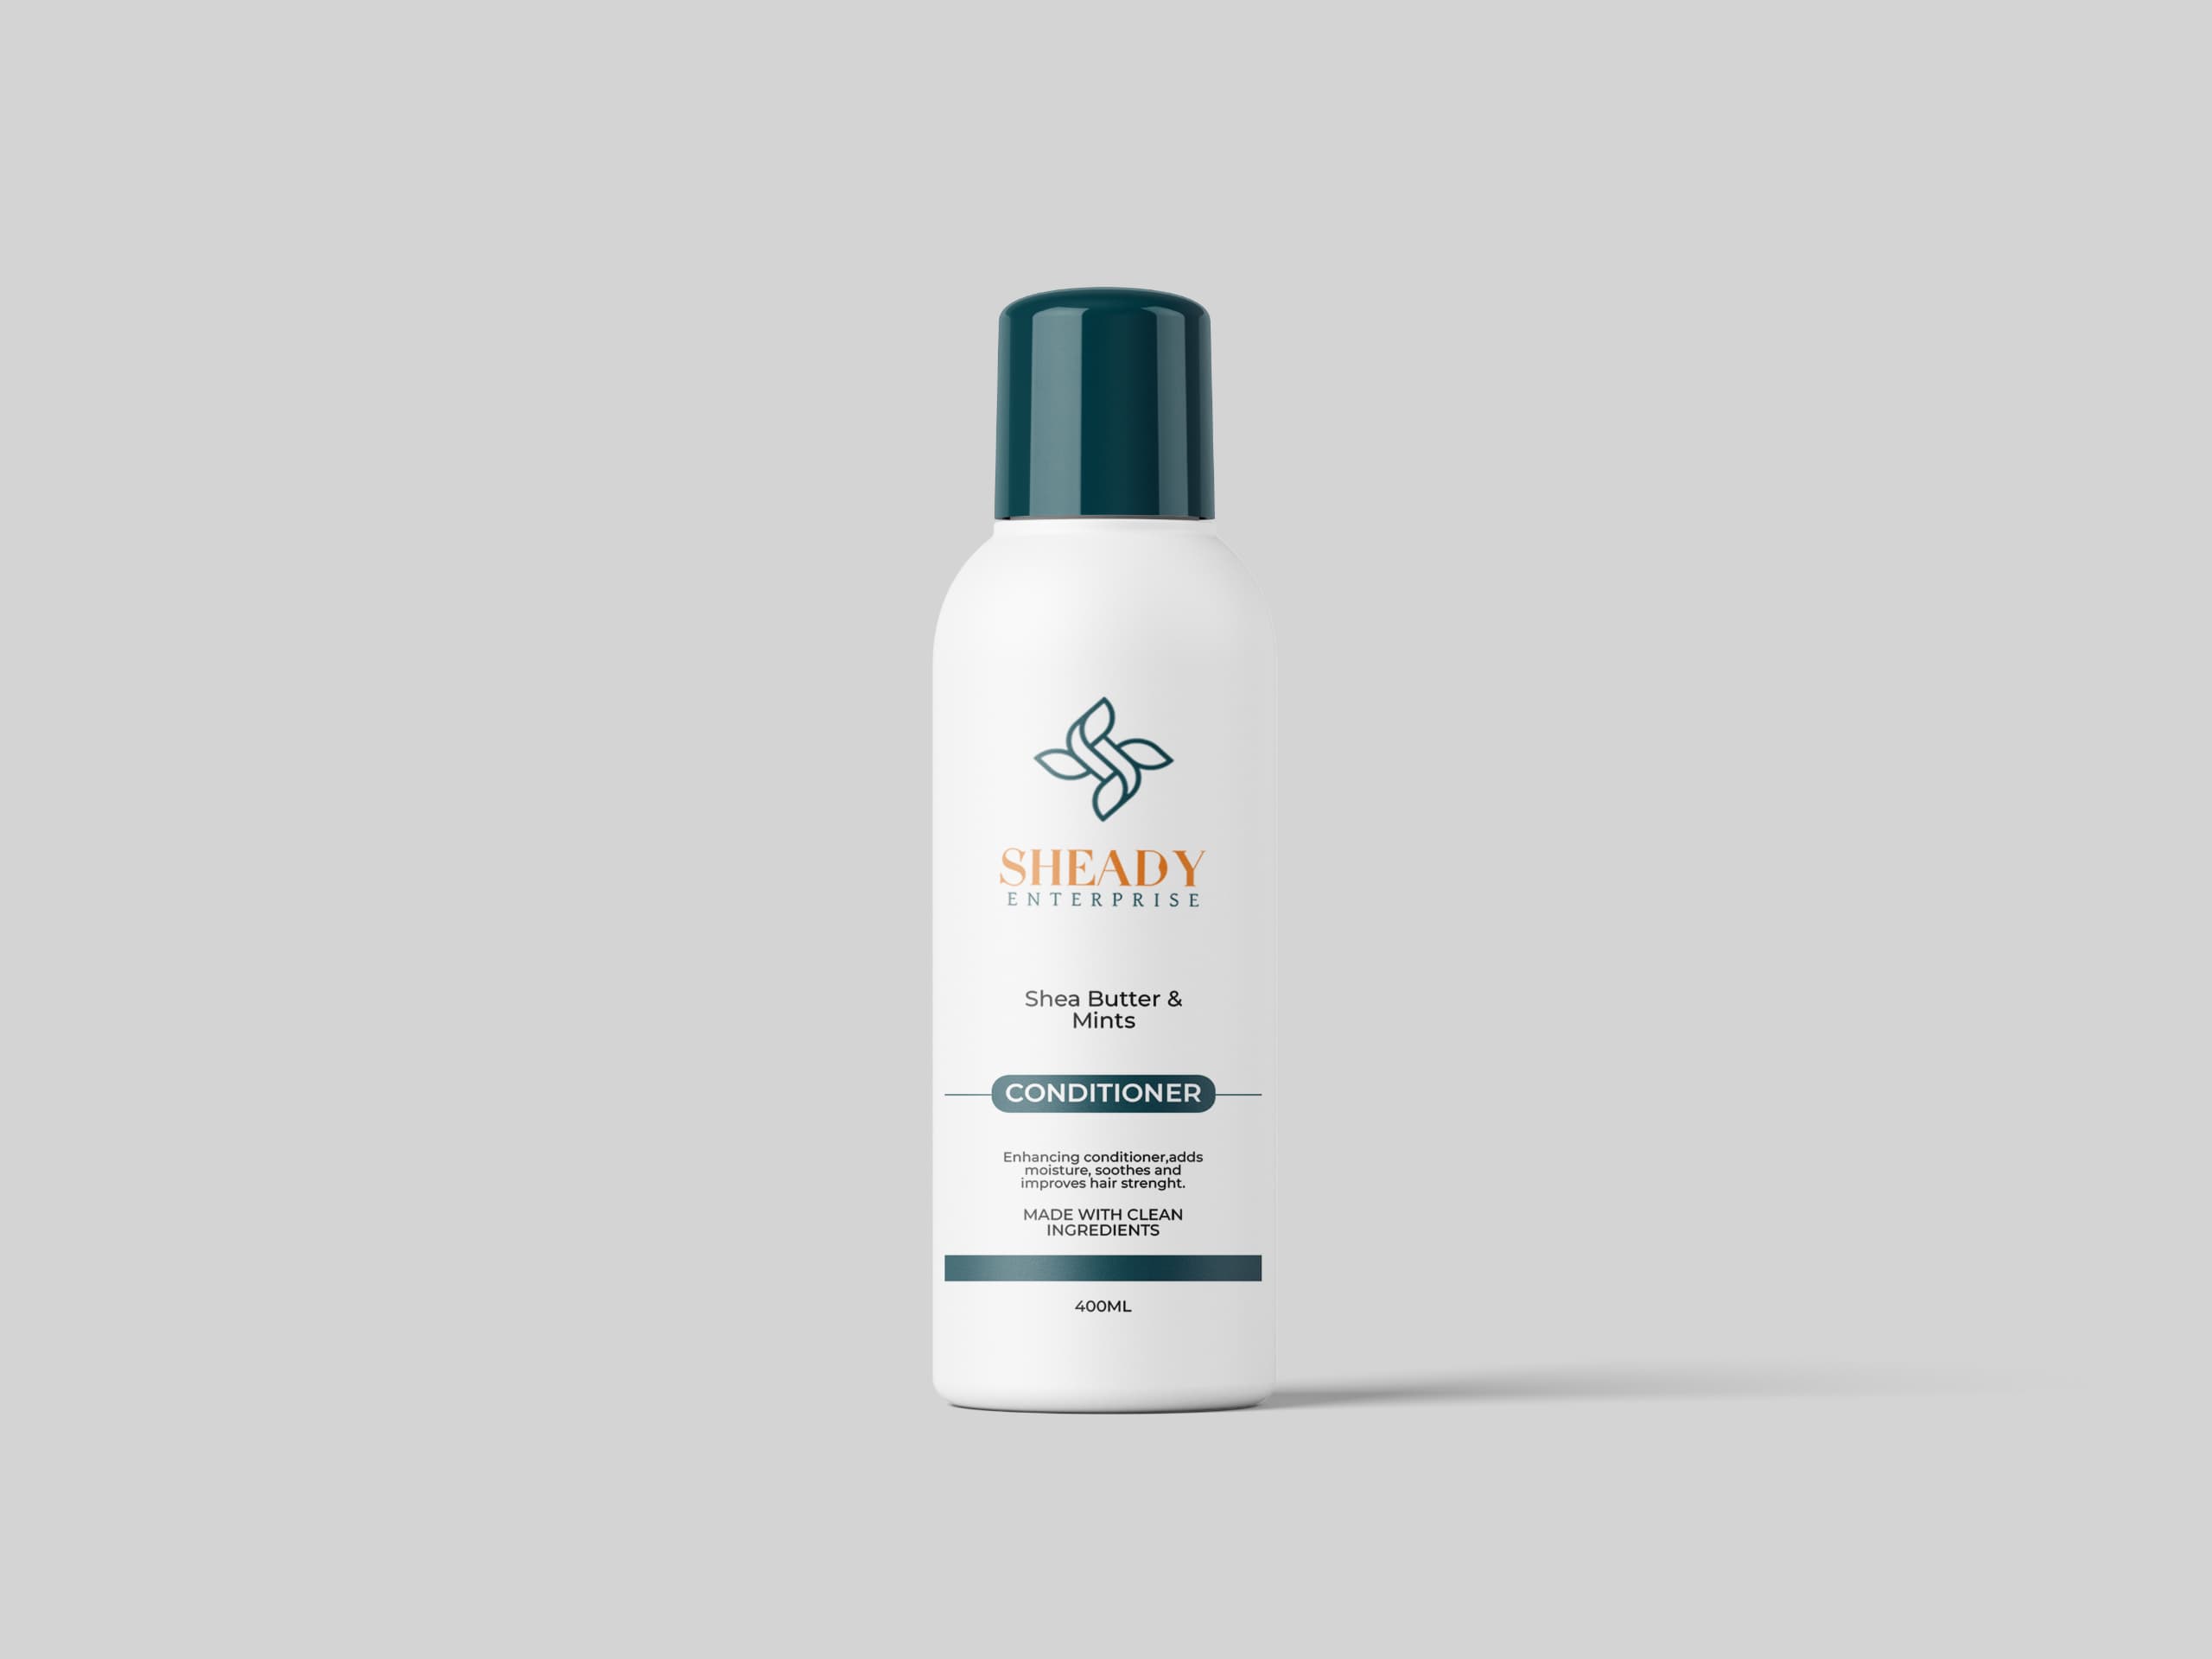 SHEADY
ENTERPRISE
Shea Butter &
Mints
CONDITIONER
Enhancing conditioner,adds
moisture, soothes and
improves hair strenght.
MADE WITH CLEAN
INGREDIENTS
400ML